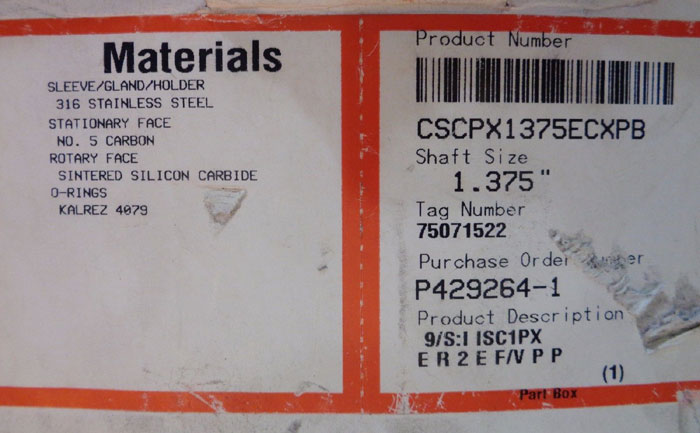 Materials
SLEEVE/GLAND/HOLDER
316 STAINLESS STEEL
STATIONARY FACE
NO. 5 CARBON
ROTARY FACE
SINTERED SILICON CARBIDE
O-RINGS
KALREZ 4079
Product Number
CSCPX1375ECXPB
Shaft Size
1.375"
Tag Number
75071522
Purchase Order
P429264-1
Product Description
9/S:I ISC1PX
E R 2 E F/V P P
(1)
Part Box